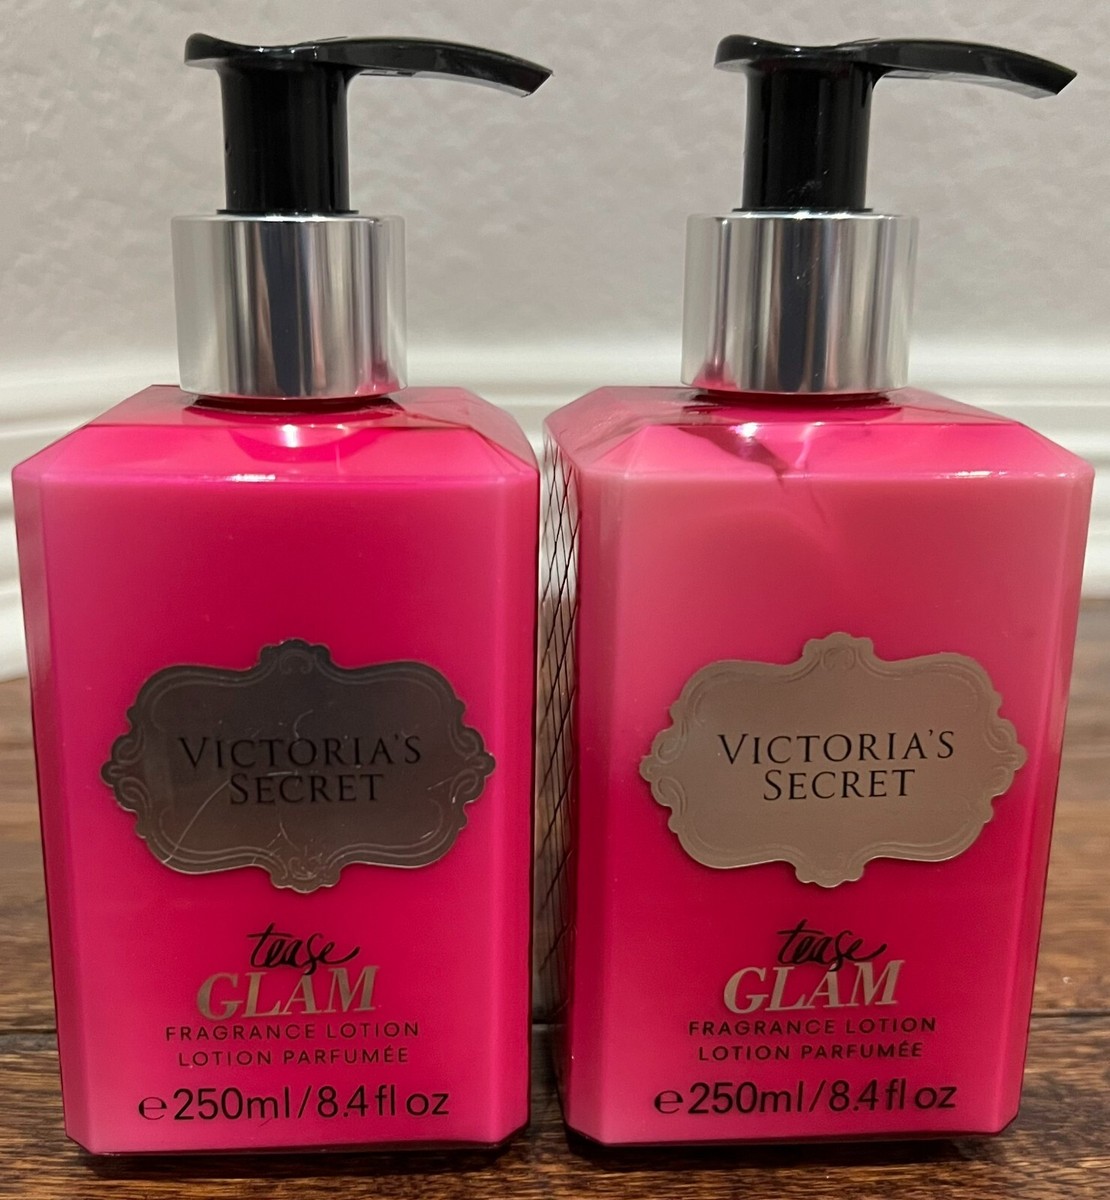 VICTORIA'S
SECRET
tease
GLAM
FRAGRANCE LOTION
LOTION PARFUMÉE
℮250ml/8.4fl oz
VICTORIA'S
SECRET
tease
GLAM
FRAGRANCE LOTION
LOTION PARFUMÉE
℮250ml/8.4fl oz